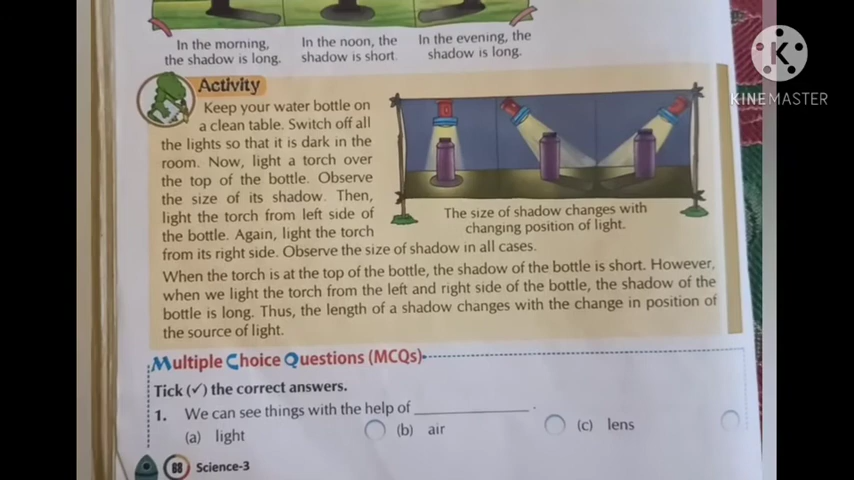 In the morning,
the shadow is long.
In the noon, the
shadow is short.
In the evening, the
shadow is long.
KINEMASTER
Activity
Keep your water bottle on
a clean table. Switch off all
the lights so that it is dark in the
room. Now, light a torch over
the top of the bottle. Observe
the size of its shadow. Then,
light the torch from left side of
the bottle. Again, light the torch
from its right side. Observe the size of shadow in all cases.
The size of shadow changes with
changing position of light.
When the torch is at the top of the bottle, the shadow of the bottle is short. However,
when we light the torch from the left and right side of the bottle, the shadow of the
bottle is long. Thus, the length of a shadow changes with the change in position of
the source of light.
Multiple Choice Questions (MCQs)
Tick (✓) the correct answers.
1. We can see things with the help of ____________.
(a) light (b) air (c) lens
68 Science-3